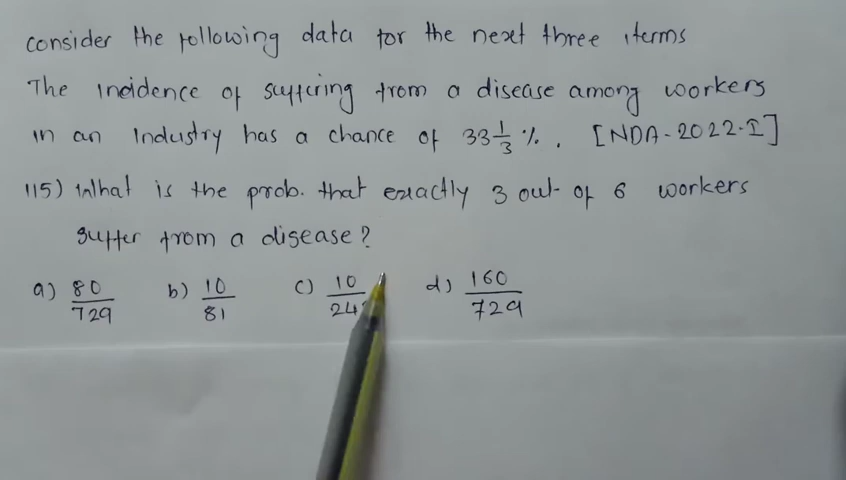 consider the following data for the next three iterms
The incidence of suffering from a disease among workers
in an Industry has a chance of 33 1/3 %. [NDA-2022-I]
115) What is the prob. that exactly 3 out of 6 workers
suffer from a disease?
a) 80/729 b) 10/81 c) 10/24 d) 160/729